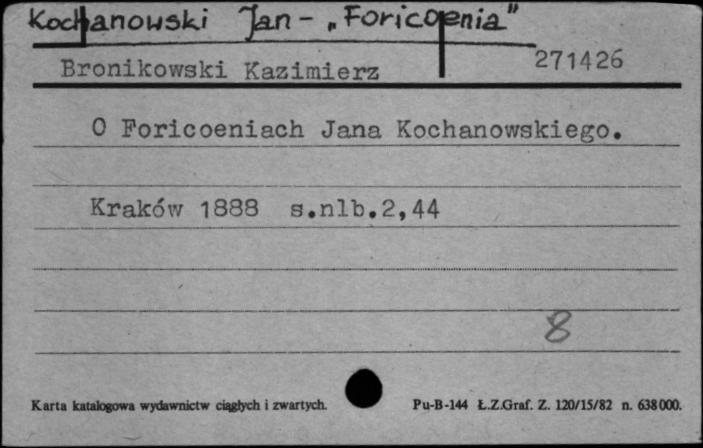 Kochanowski Jan - „Foricoenia"
Bronikowski Kazimierz 271426
O Foricoeniach Jana Kochanowskiego.
Kraków 1888 s.nlb.2,44
8
Karta katalogowa wydawnictw ciągłych i zwartych. Pu-B-144 Ł.Z.Graf. Z. 120/15/82 n. 638000.